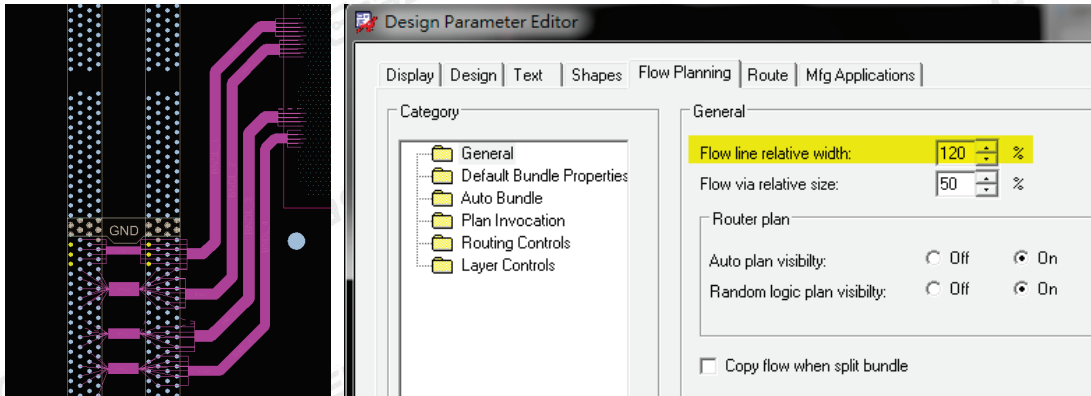 GND
Design Parameter Editor
Display Design Text Shapes Flow Planning Route Mfg Applications
Category
General
Default Bundle Properties
Auto Bundle
Plan Invocation
Routing Controls
Layer Controls
General
Flow line relative width: 120 %
Flow via relative size: 50 %
Router plan
Auto plan visibilty: Off On
Random logic plan visibilty: Off On
Copy flow when split bundle